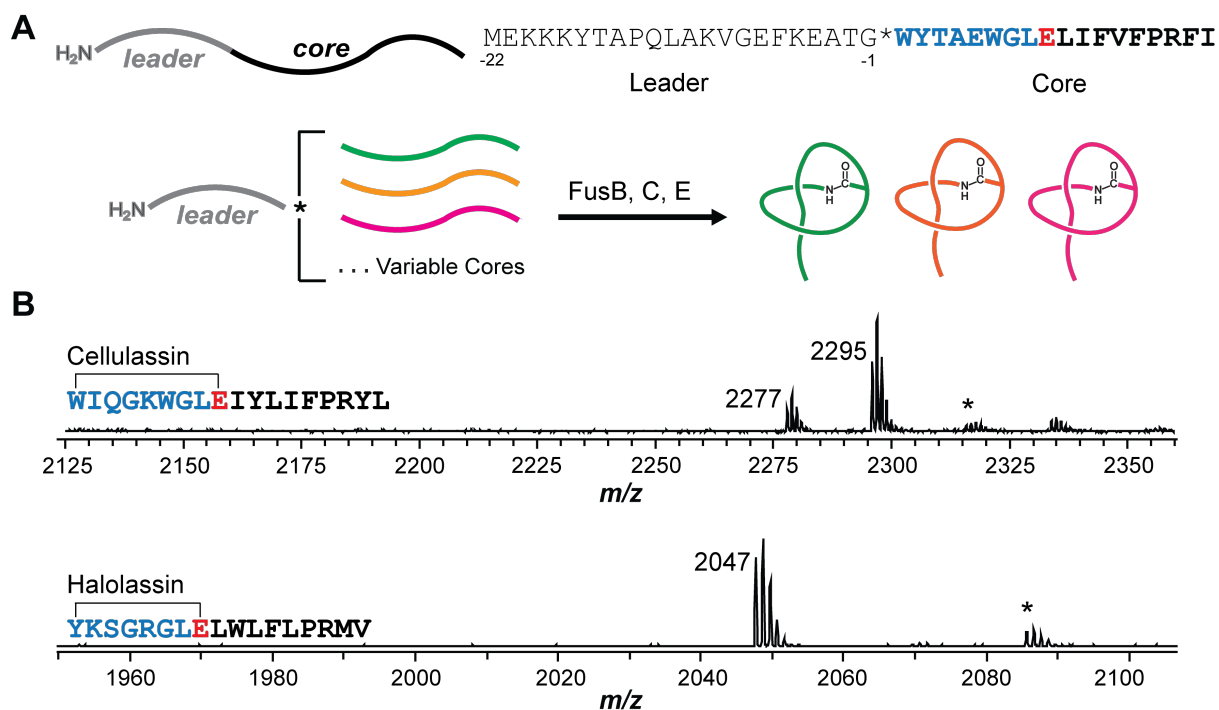 A
H₂N leader core
MEKKKYTAPQLAKVGEFKEATG*WYTAEWGLELIFVFPRFI
-22 -1
Leader Core
H₂N leader *
... Variable Cores
FusB, C, E
N H C O
N H C O
N H C O
B
Cellulassin
WIQGKWGLEIYLIFPRYL
2277 2295 *
2125 2150 2175 2200 2225 2250 2275 2300 2325 2350
m/z
Halolassin
YKSGRGLELWLFLPRMV
2047 *
1960 1980 2000 2020 2040 2060 2080 2100
m/z